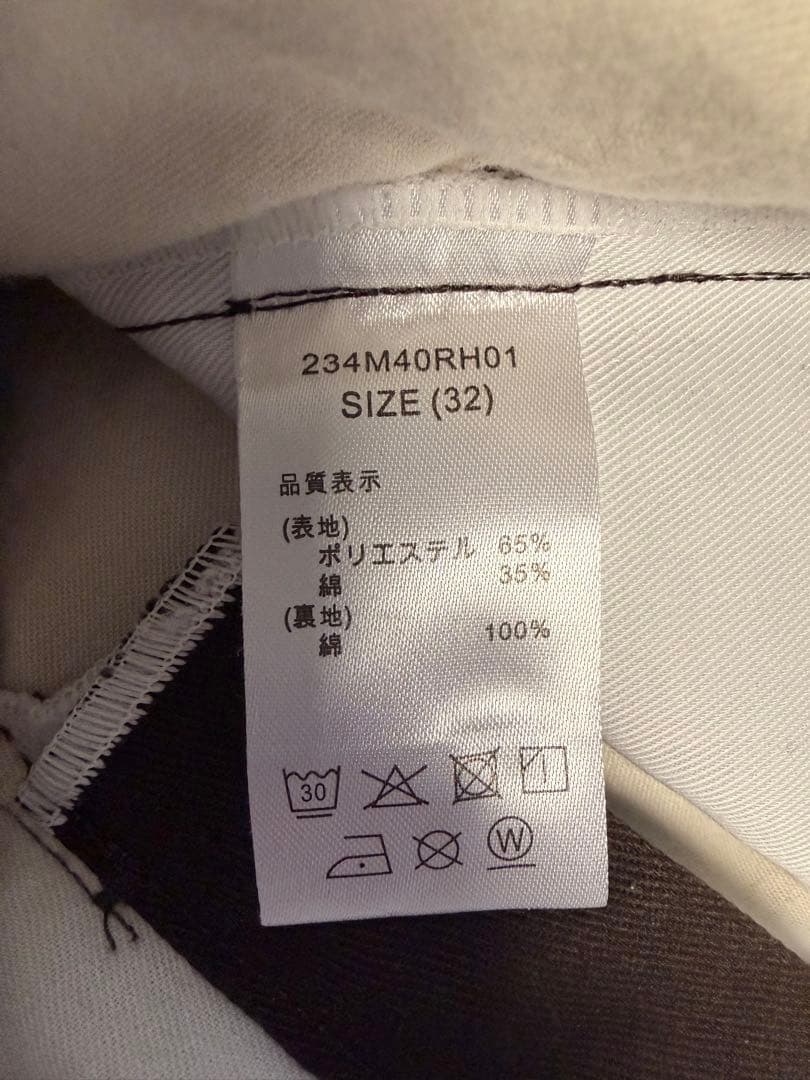 234M40RH01
SIZE (32)
品質表示
(表地)
ポリエステル 65%
綿 35%
(裏地)
綿 100%
30
W